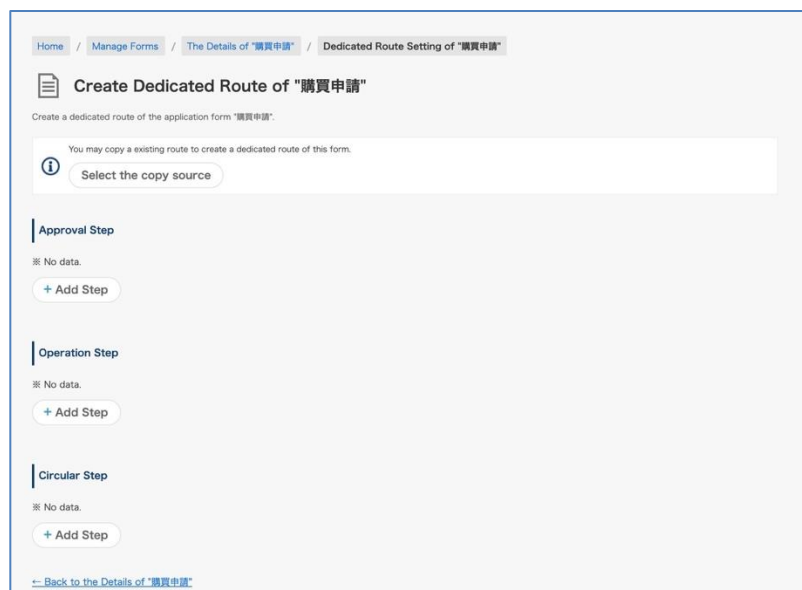 Home / Manage Forms / The Details of "購買申請" / Dedicated Route Setting of "購買申請"
Create Dedicated Route of "購買申請"
Create a dedicated route of the application form "購買申請".
You may copy a existing route to create a dedicated route of this form.
Select the copy source
Approval Step
※ No data.
+ Add Step
Operation Step
※ No data.
+ Add Step
Circular Step
※ No data.
+ Add Step
← Back to the Details of "購買申請"